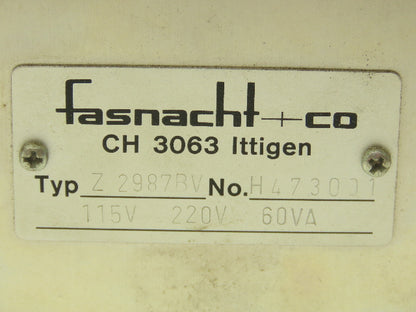 fasnacht+co
CH 3063 Ittigen
Typ Z 2987BV No. H473001
115V 220V 60VA